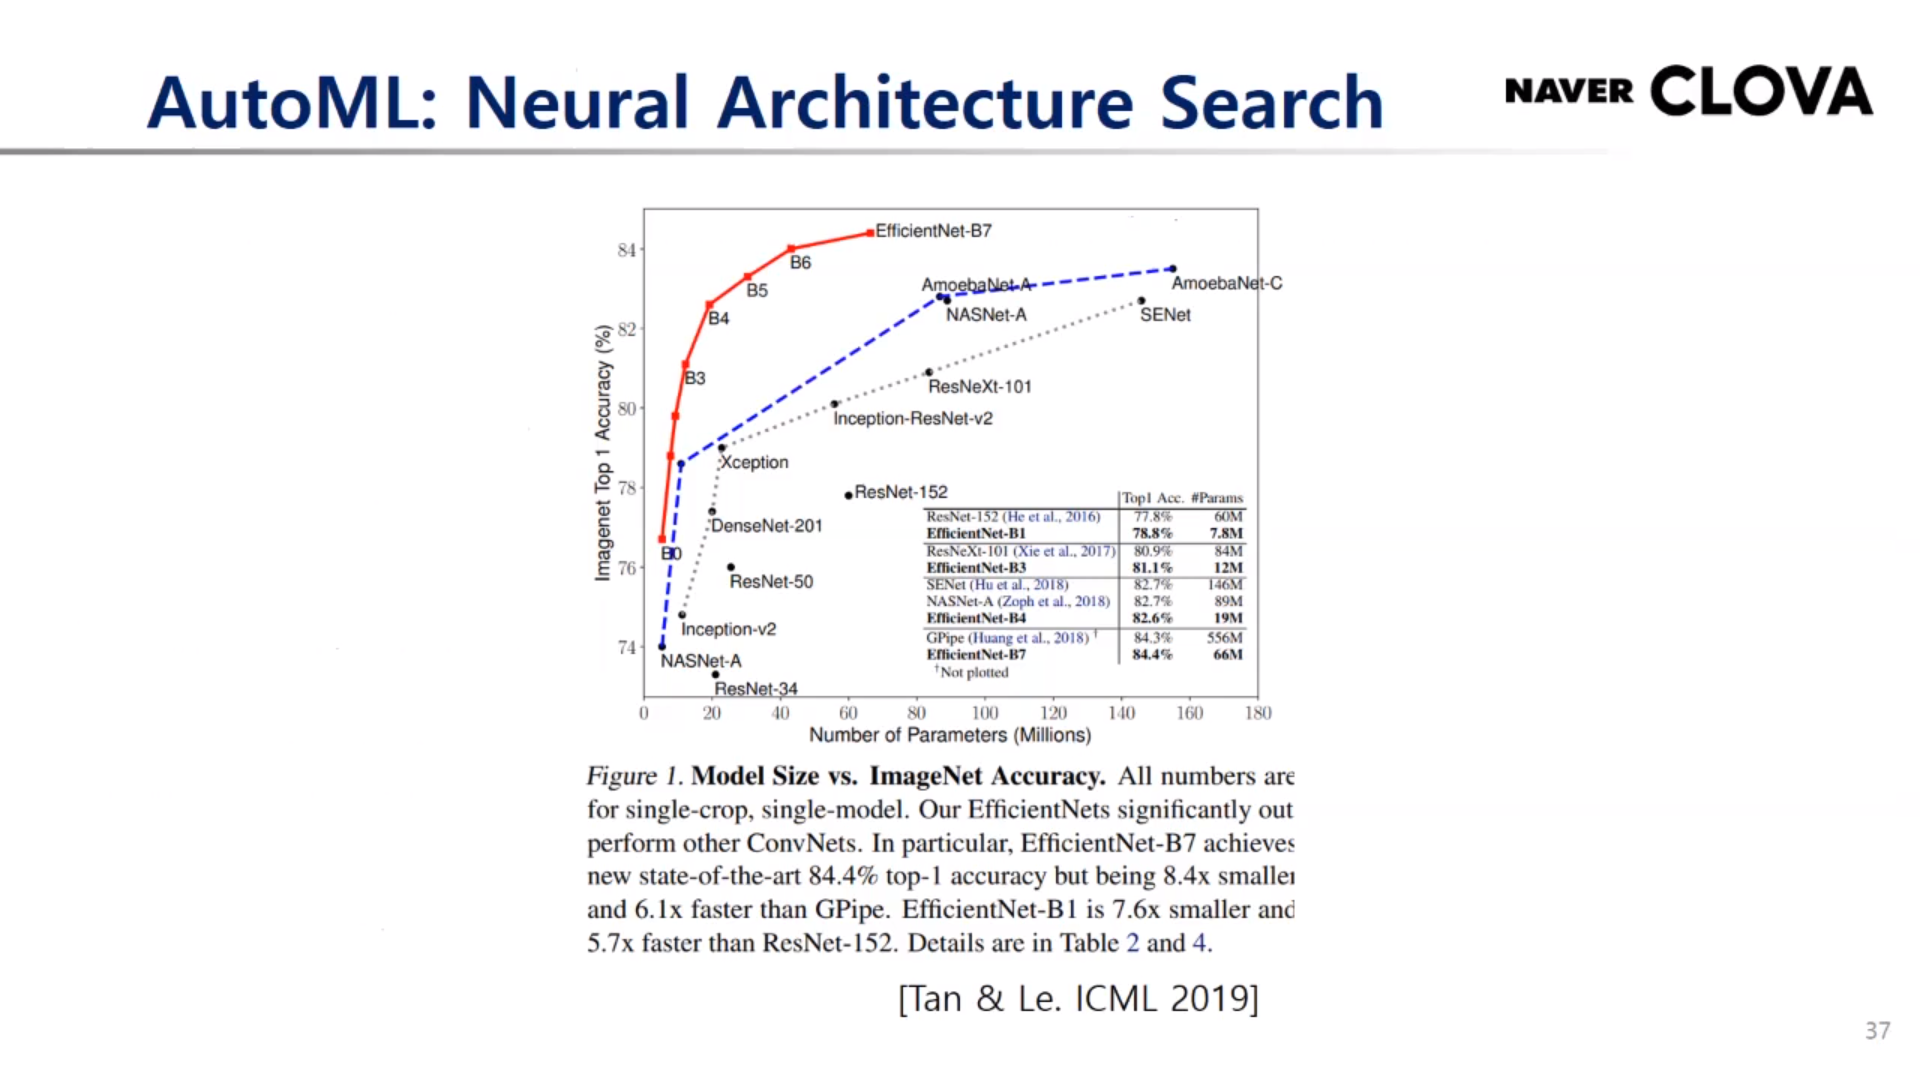 AutoML: Neural Architecture Search
NAVER CLOVA
EfficientNet-B7
84
B6
AmoebaNet-A
AmoebaNet-C
B5
NASNet-A
SENet
B4
82
B3
ResNeXt-101
80
Inception-ResNet-v2
Xception
78
ResNet-152
DenseNet-201
B0
76
ResNet-50
Inception-v2
74
NASNet-A
ResNet-34
Imagenet Top 1 Accuracy (%)
Top1 Acc. #Params
ResNet-152 (He et al., 2016) 77.8% 60M
EfficientNet-B1 78.8% 7.8M
ResNeXt-101 (Xie et al., 2017) 80.9% 84M
EfficientNet-B3 81.1% 12M
SENet (Hu et al., 2018) 82.7% 146M
NASNet-A (Zoph et al., 2018) 82.7% 89M
EfficientNet-B4 82.6% 19M
GPipe (Huang et al., 2018) † 84.3% 556M
EfficientNet-B7 84.4% 66M
†Not plotted
0 20 40 60 80 100 120 140 160 180
Number of Parameters (Millions)
Figure 1. Model Size vs. ImageNet Accuracy. All numbers are
for single-crop, single-model. Our EfficientNets significantly out
perform other ConvNets. In particular, EfficientNet-B7 achieves
new state-of-the-art 84.4% top-1 accuracy but being 8.4x smaller
and 6.1x faster than GPipe. EfficientNet-B1 is 7.6x smaller and
5.7x faster than ResNet-152. Details are in Table 2 and 4.
[Tan & Le. ICML 2019]
37